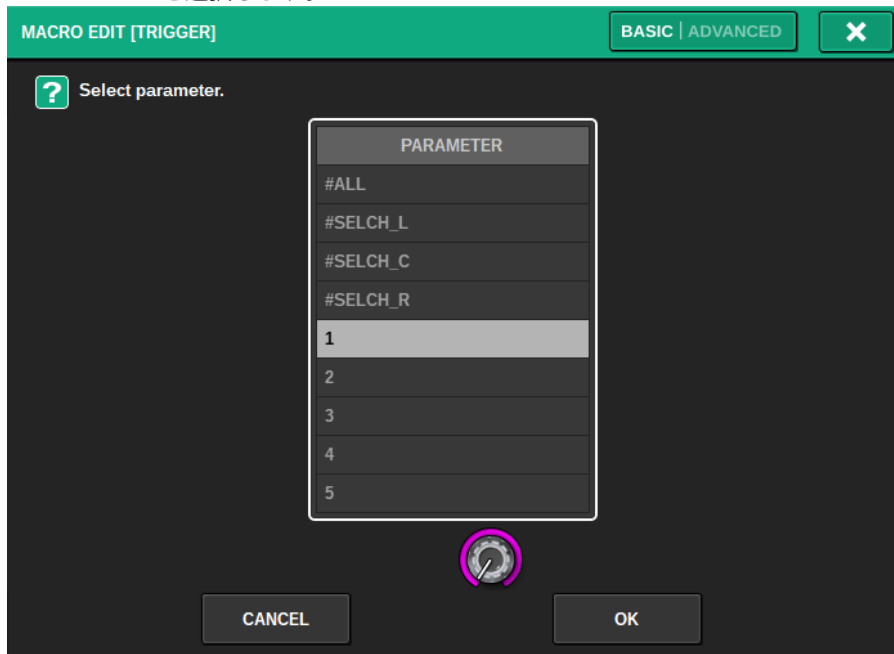 MACRO EDIT [TRIGGER]
BASIC | ADVANCED
? Select parameter.
PARAMETER
#ALL
#SELCH_L
#SELCH_C
#SELCH_R
1
2
3
4
5
CANCEL
OK